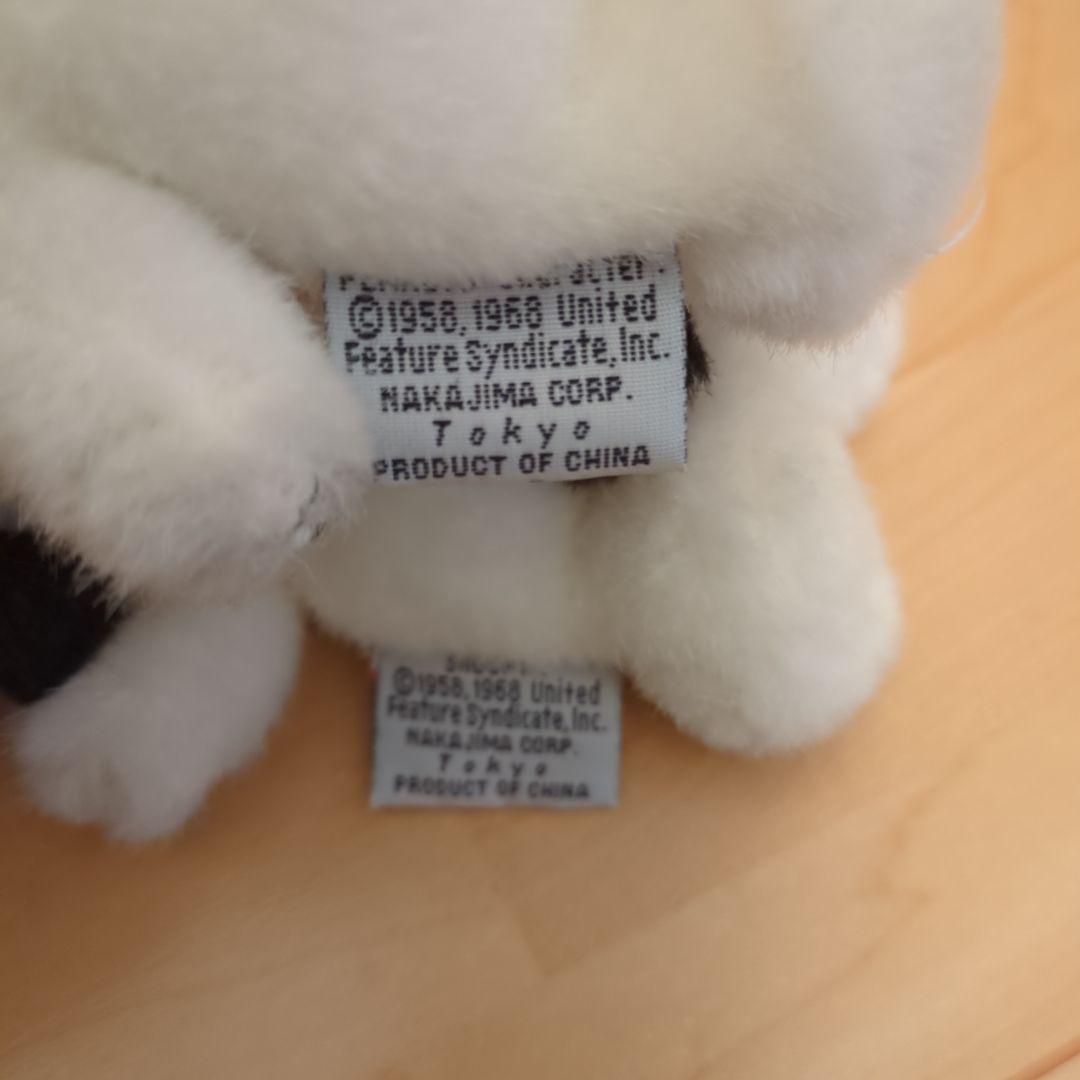 ©1958,1968 United
Feature Syndicate,Inc.
NAKAJIMA CORP.
Tokyo
PRODUCT OF CHINA
©1958,1968 United
Feature Syndicate,Inc.
NAKAJIMA CORP.
Tokyo
PRODUCT OF CHINA